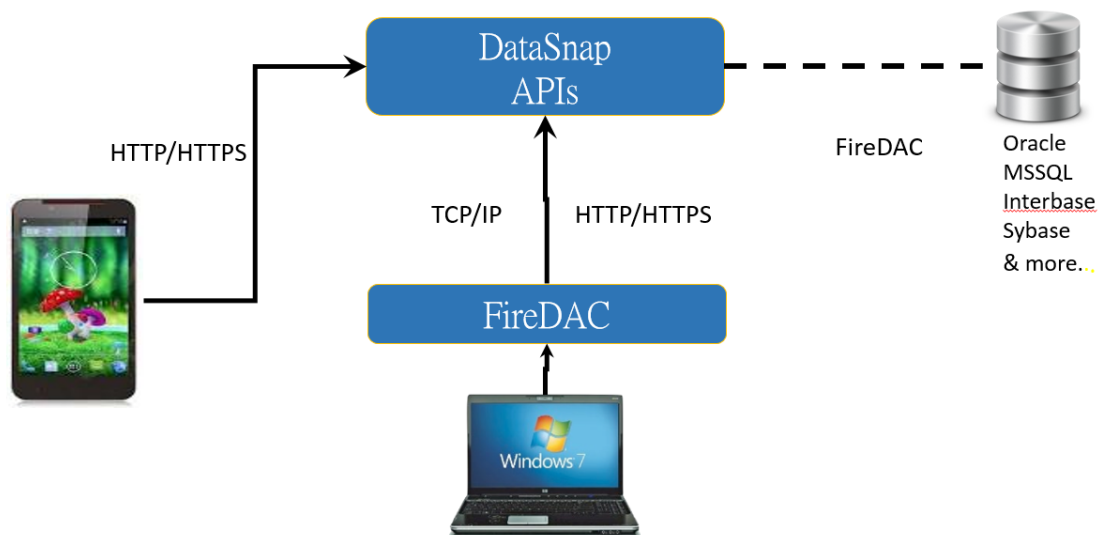 DataSnap
APIs
HTTP/HTTPS
FireDAC
Oracle
MSSQL
Interbase
Sybase
& more...
TCP/IP
HTTP/HTTPS
FireDAC
Windows 7